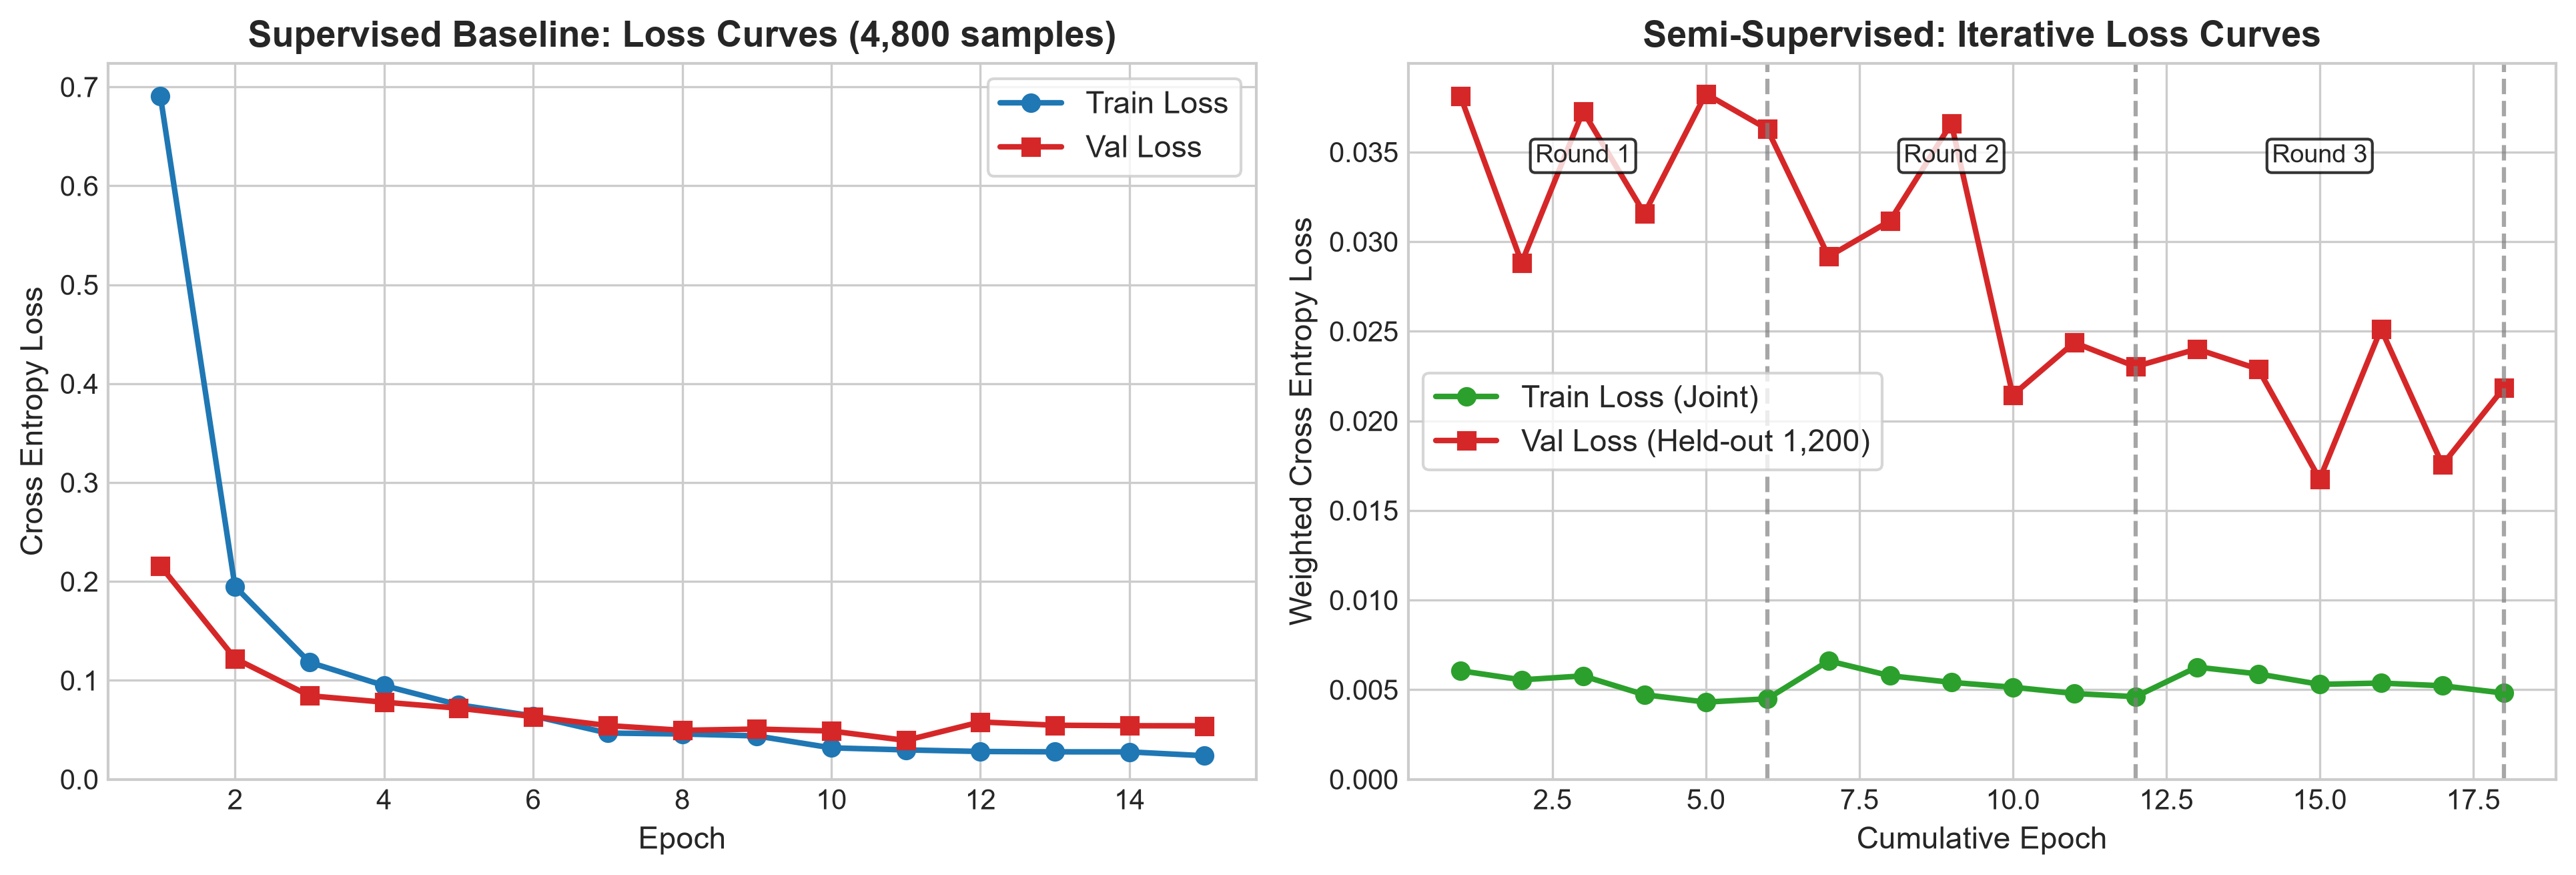 Supervised Baseline: Loss Curves (4,800 samples)
Cross Entropy Loss
0.7
0.6
0.5
0.4
0.3
0.2
0.1
0.0
Train Loss
Val Loss
2
4
6
8
10
12
14
Epoch
Semi-Supervised: Iterative Loss Curves
Weighted Cross Entropy Loss
0.035
0.030
0.025
0.020
0.015
0.010
0.005
0.000
Round 1
Round 2
Round 3
Train Loss (Joint)
Val Loss (Held-out 1,200)
2.5
5.0
7.5
10.0
12.5
15.0
17.5
Cumulative Epoch